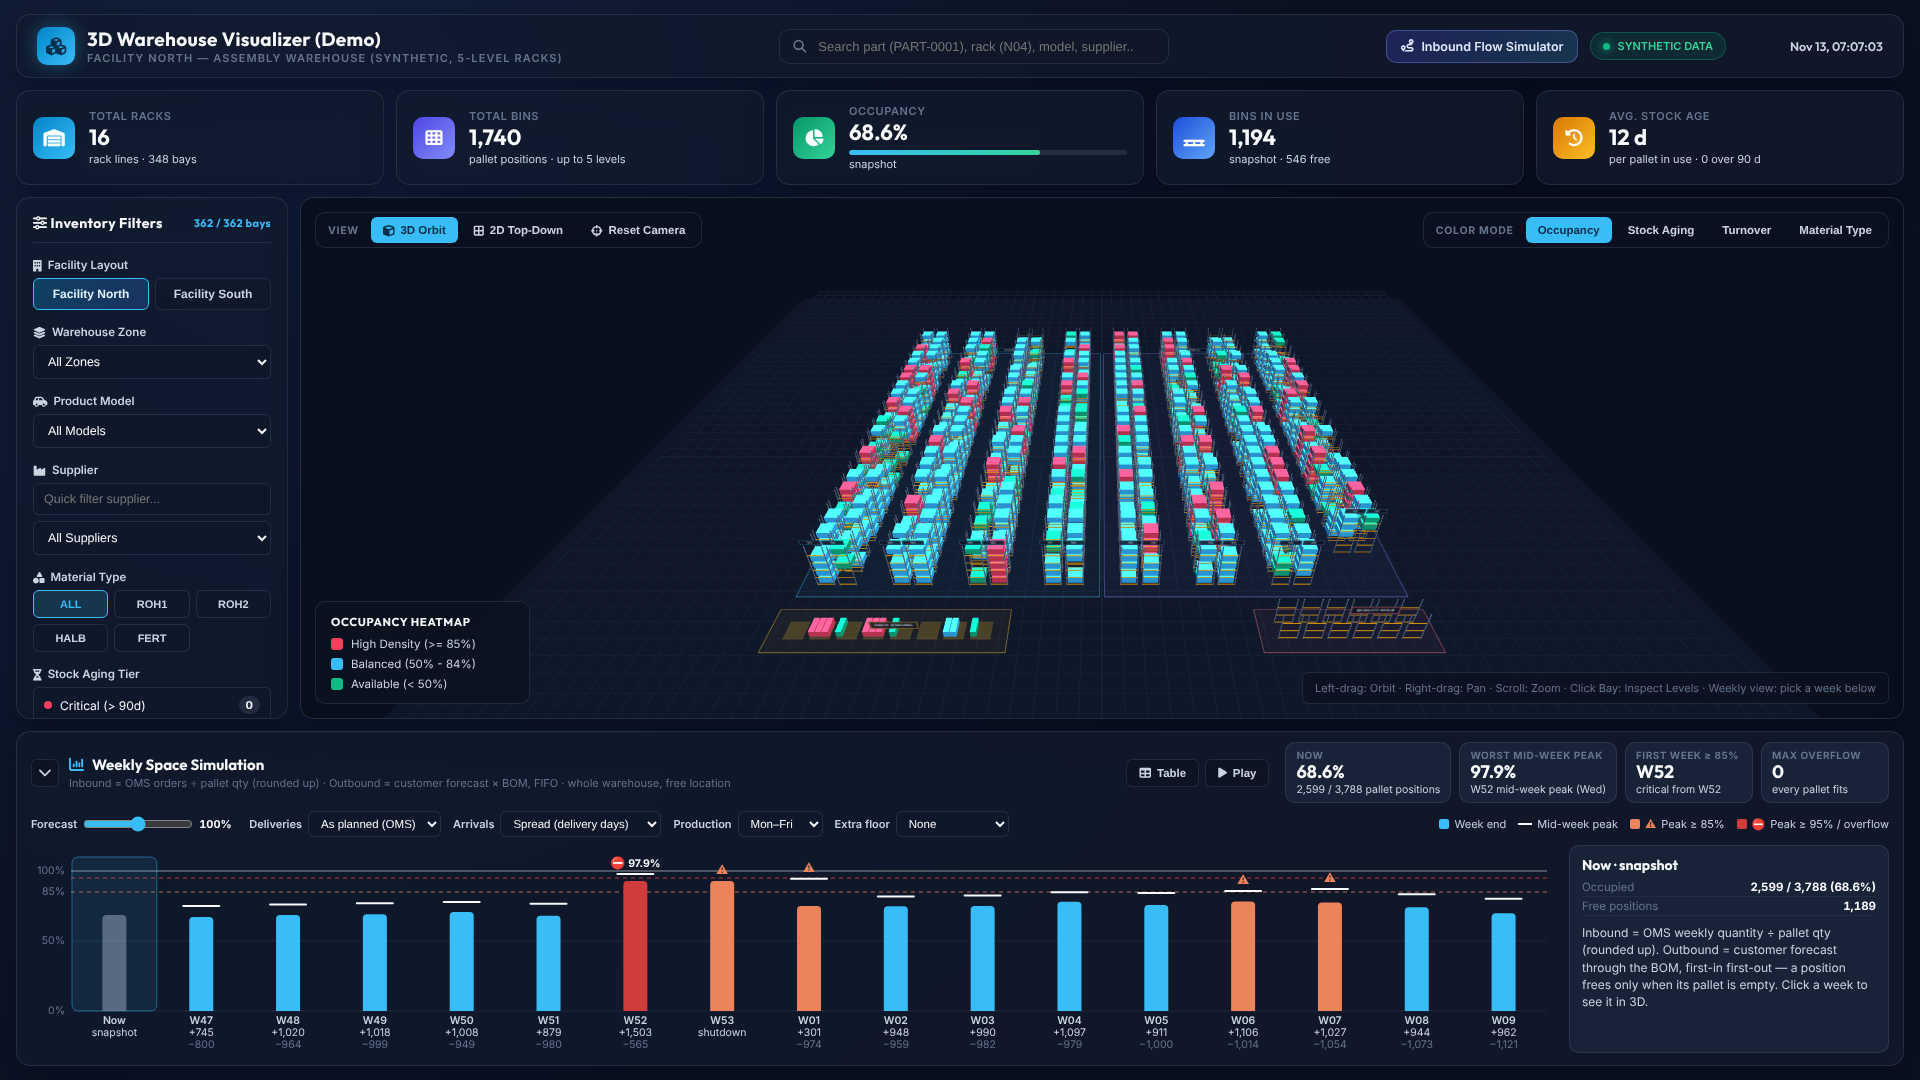 3D Warehouse Visualizer (Demo)
FACILITY NORTH — ASSEMBLY WAREHOUSE (SYNTHETIC, 5-LEVEL RACKS)
Search part (PART-0001), rack (N04), model, supplier..
Inbound Flow Simulator
SYNTHETIC DATA
Nov 13, 07:07:03
TOTAL RACKS
16
rack lines · 348 bays
TOTAL BINS
1,740
pallet positions · up to 5 levels
OCCUPANCY
68.6%
snapshot
BINS IN USE
1,194
snapshot · 546 free
AVG. STOCK AGE
12 d
per pallet in use · 0 over 90 d
Inventory Filters
362 / 362 bays
Facility Layout
Facility North
Facility South
Warehouse Zone
All Zones
Product Model
All Models
Supplier
Quick filter supplier...
All Suppliers
Material Type
ALL
ROH1
ROH2
HALB
FERT
Stock Aging Tier
Critical (> 90d)
0
VIEW
3D Orbit
2D Top-Down
Reset Camera
COLOR MODE
Occupancy
Stock Aging
Turnover
Material Type
OCCUPANCY HEATMAP
High Density (>= 85%)
Balanced (50% - 84%)
Available (< 50%)
Left-drag: Orbit · Right-drag: Pan · Scroll: Zoom · Click Bay: Inspect Levels · Weekly view: pick a week below
Weekly Space Simulation
Inbound = OMS orders ÷ pallet qty (rounded up) · Outbound = customer forecast × BOM, FIFO · whole warehouse, free location
Table
Play
NOW
68.6%
2,599 / 3,788 pallet positions
WORST MID-WEEK PEAK
97.9%
W52 mid-week peak (Wed)
FIRST WEEK ≥ 85%
W52
critical from W52
MAX OVERFLOW
0
every pallet fits
Forecast
100%
Deliveries
As planned (OMS)
Arrivals
Spread (delivery days)
Production
Mon–Fri
Extra floor
None
Week end
Mid-week peak
Peak ≥ 85%
Peak ≥ 95% / overflow
100%
85%
50%
0%
97.9%
Now
snapshot
W47
+745
−800
W48
+1,020
−964
W49
+1,018
−999
W50
+1,008
−949
W51
+879
−980
W52
+1,503
−565
W53
shutdown
W01
+301
−974
W02
+948
−959
W03
+990
−982
W04
+1,097
−979
W05
+911
−1,000
W06
+1,106
−1,014
W07
+1,027
−1,054
W08
+944
−1,073
W09
+962
−1,121
Now · snapshot
Occupied
2,599 / 3,788 (68.6%)
Free positions
1,189
Inbound = OMS weekly quantity ÷ pallet qty
(rounded up). Outbound = customer forecast
through the BOM, first-in first-out — a position
frees only when its pallet is empty. Click a week to
see it in 3D.